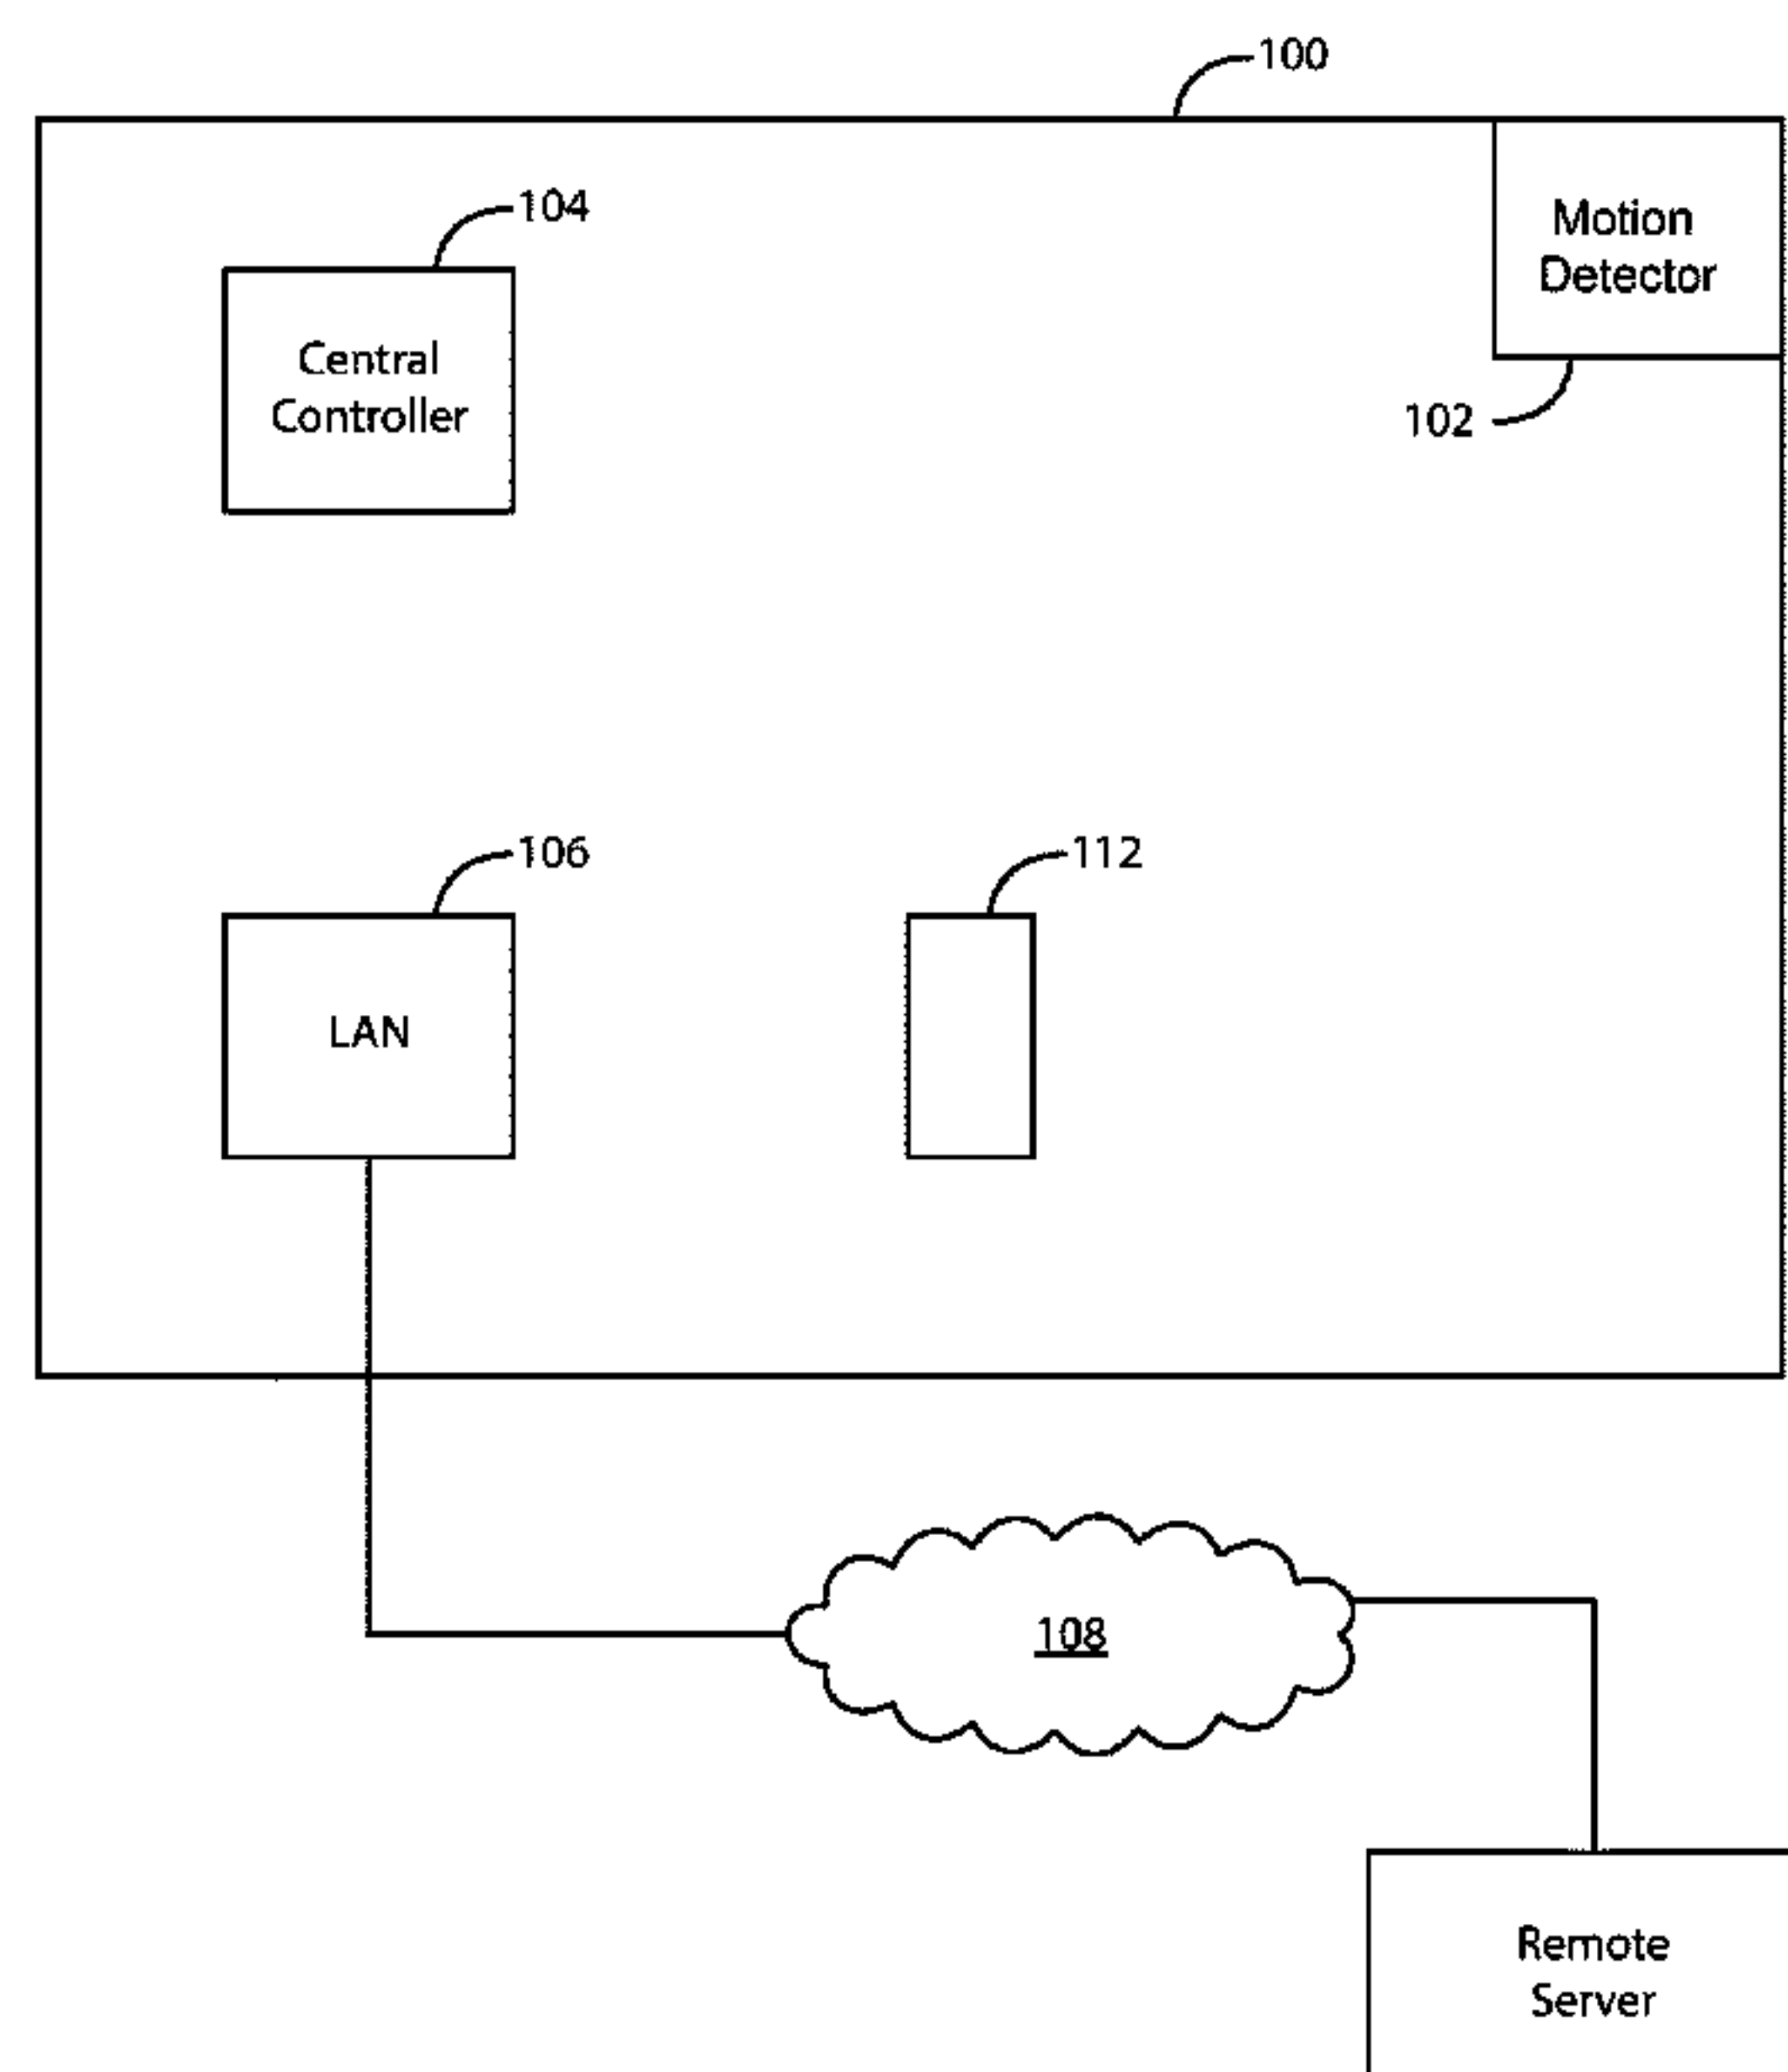 100
104
Motion
Detector
Central
Controller
102
106
112
LAN
108
Remote
Server